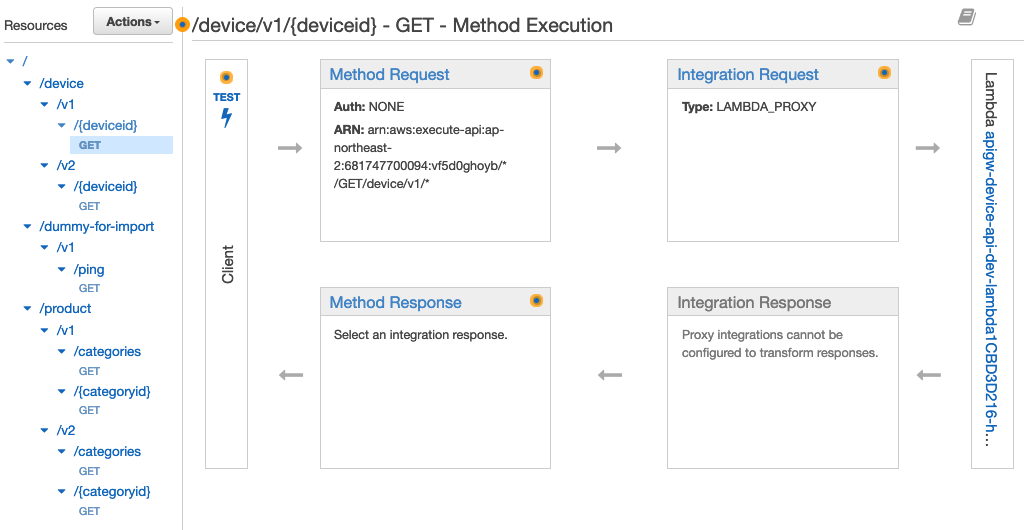 Resources
Actions
/
/device
/v1
/{deviceid}
GET
/v2
/{deviceid}
GET
/dummy-for-import
/v1
/ping
GET
/product
/v1
/categories
GET
/{categoryid}
GET
/v2
/categories
GET
/{categoryid}
GET
/device/v1/{deviceid} - GET - Method Execution
TEST
Client
Method Request
Auth: NONE
ARN: arn:aws:execute-api:ap-
northeast-
2:681747700094:vf5d0ghoyb/*
/GET/device/v1/*
Integration Request
Type: LAMBDA_PROXY
Lambda apigw-device-api-dev-lambda1CBD3D216-h...
Method Response
Select an integration response.
Integration Response
Proxy integrations cannot be
configured to transform responses.